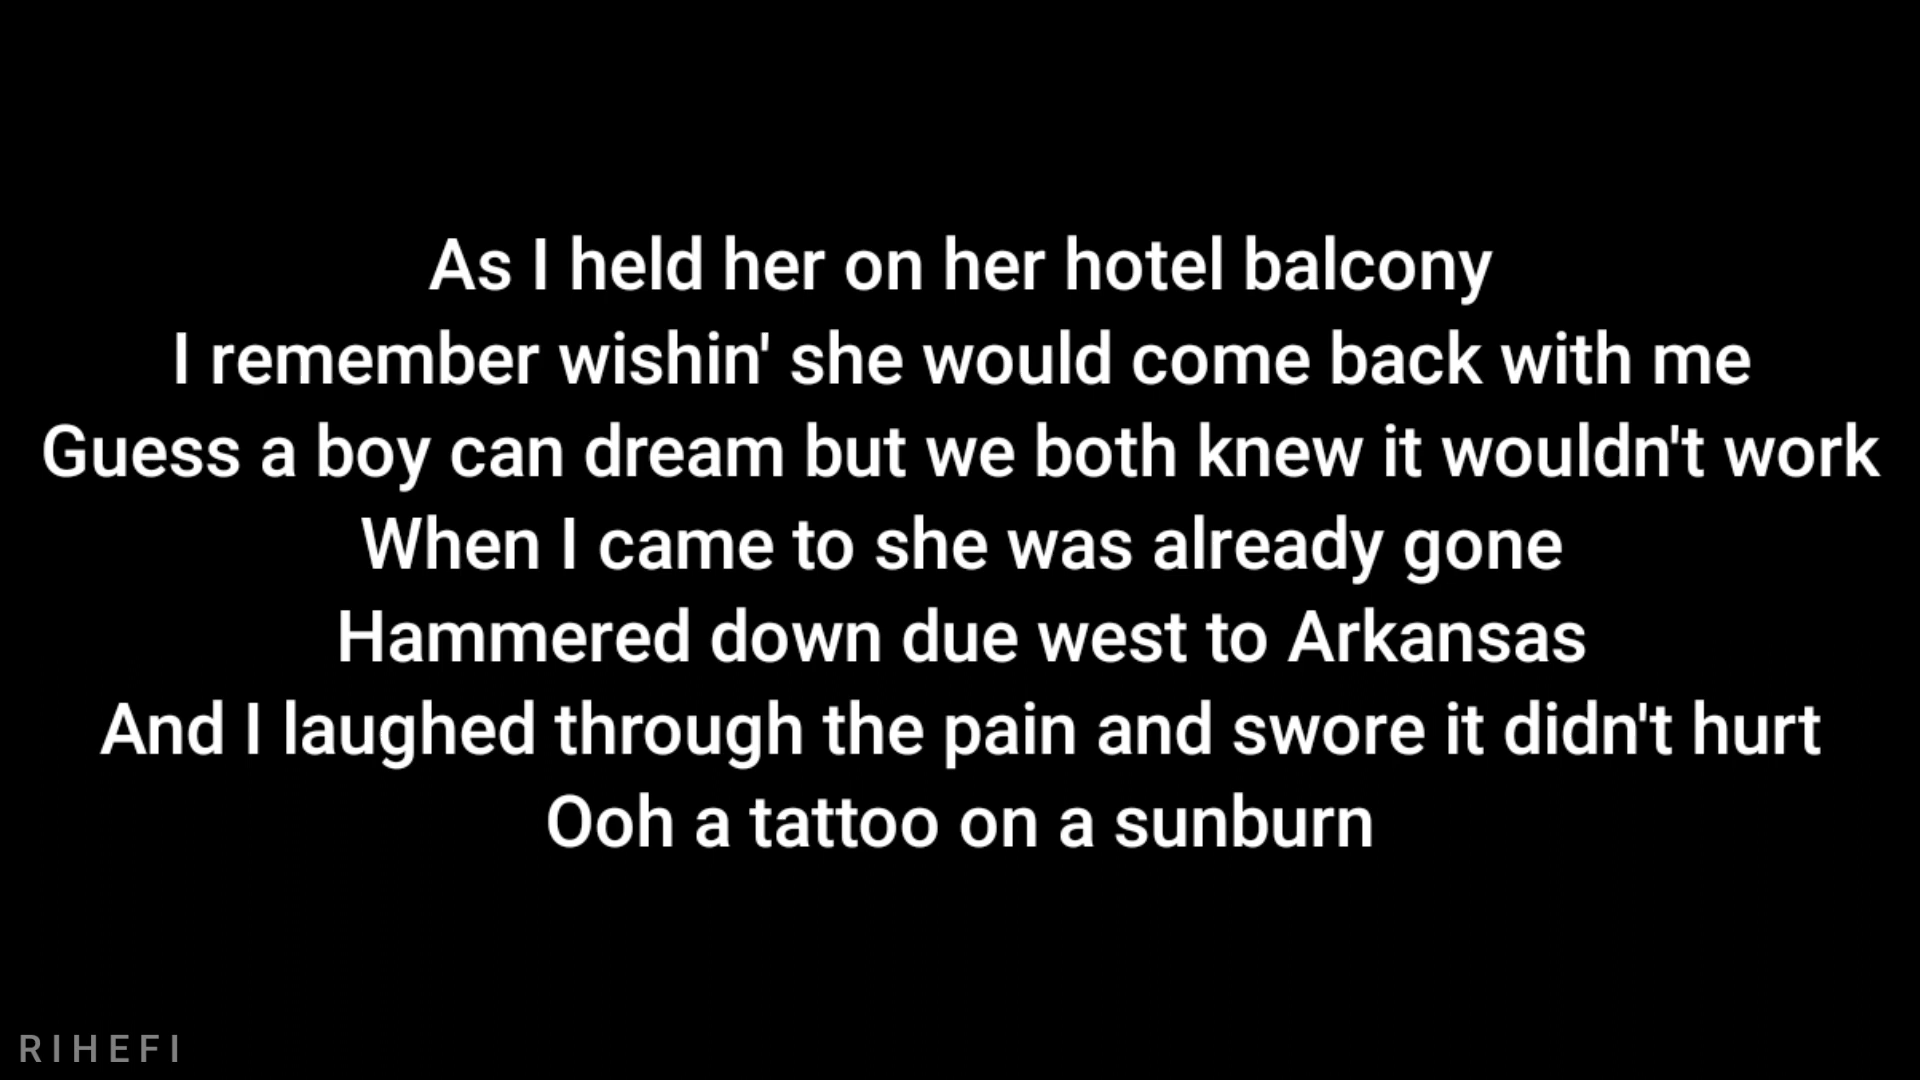 As I held her on her hotel balcony
I remember wishin' she would come back with me
Guess a boy can dream but we both knew it wouldn't work
When I came to she was already gone
Hammered down due west to Arkansas
And I laughed through the pain and swore it didn't hurt
Ooh a tattoo on a sunburn
RIHEFI